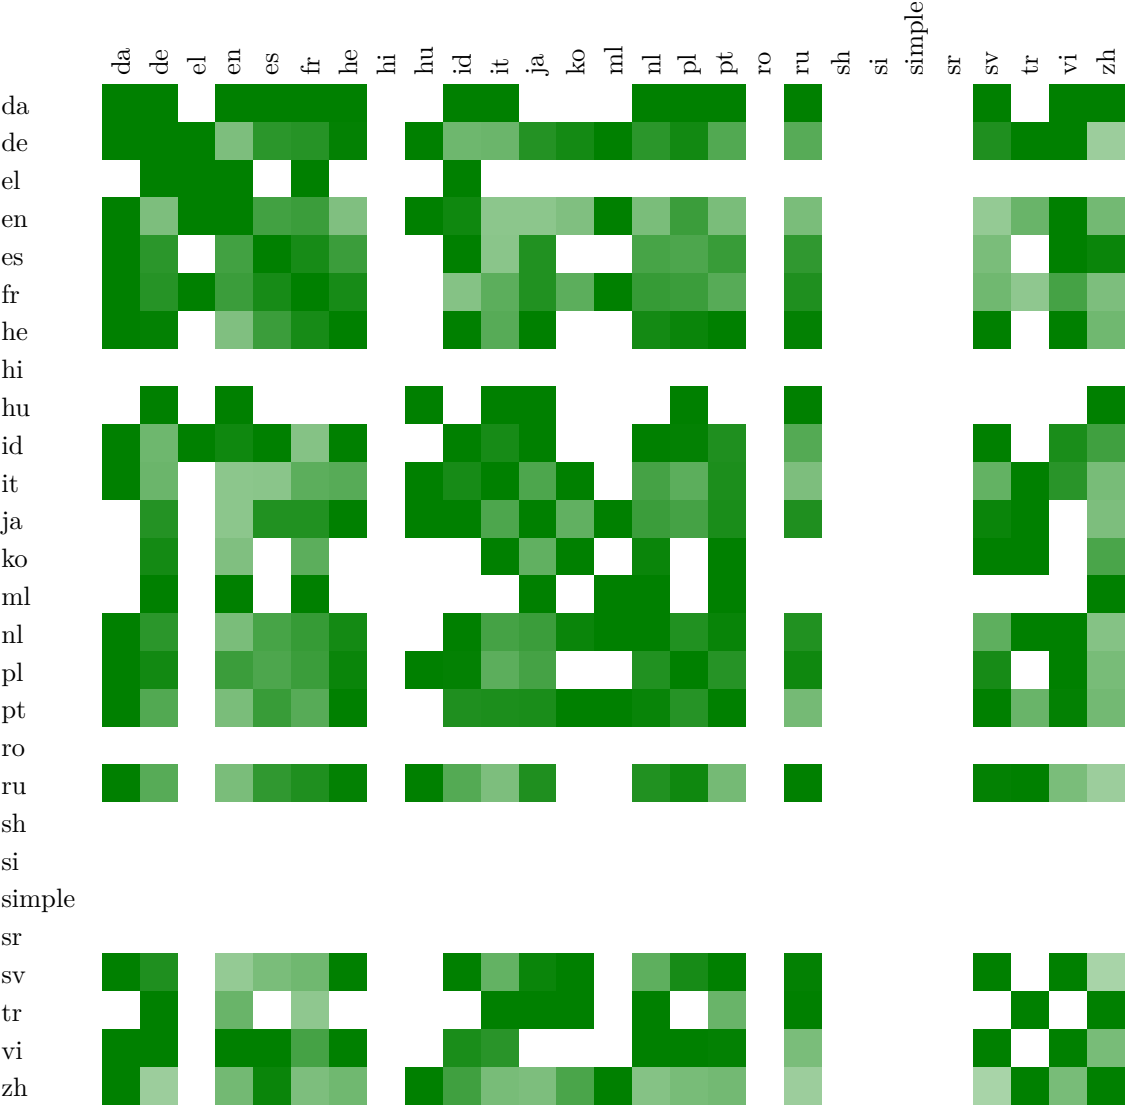 da de el en es fr he hi hu id it ja ko ml nl pl pt ro ru sh si simple sr sv tr vi zh
da
de
el
en
es
fr
he
hi
hu
id
it
ja
ko
ml
nl
pl
pt
ro
ru
sh
si
simple
sr
sv
tr
vi
zh